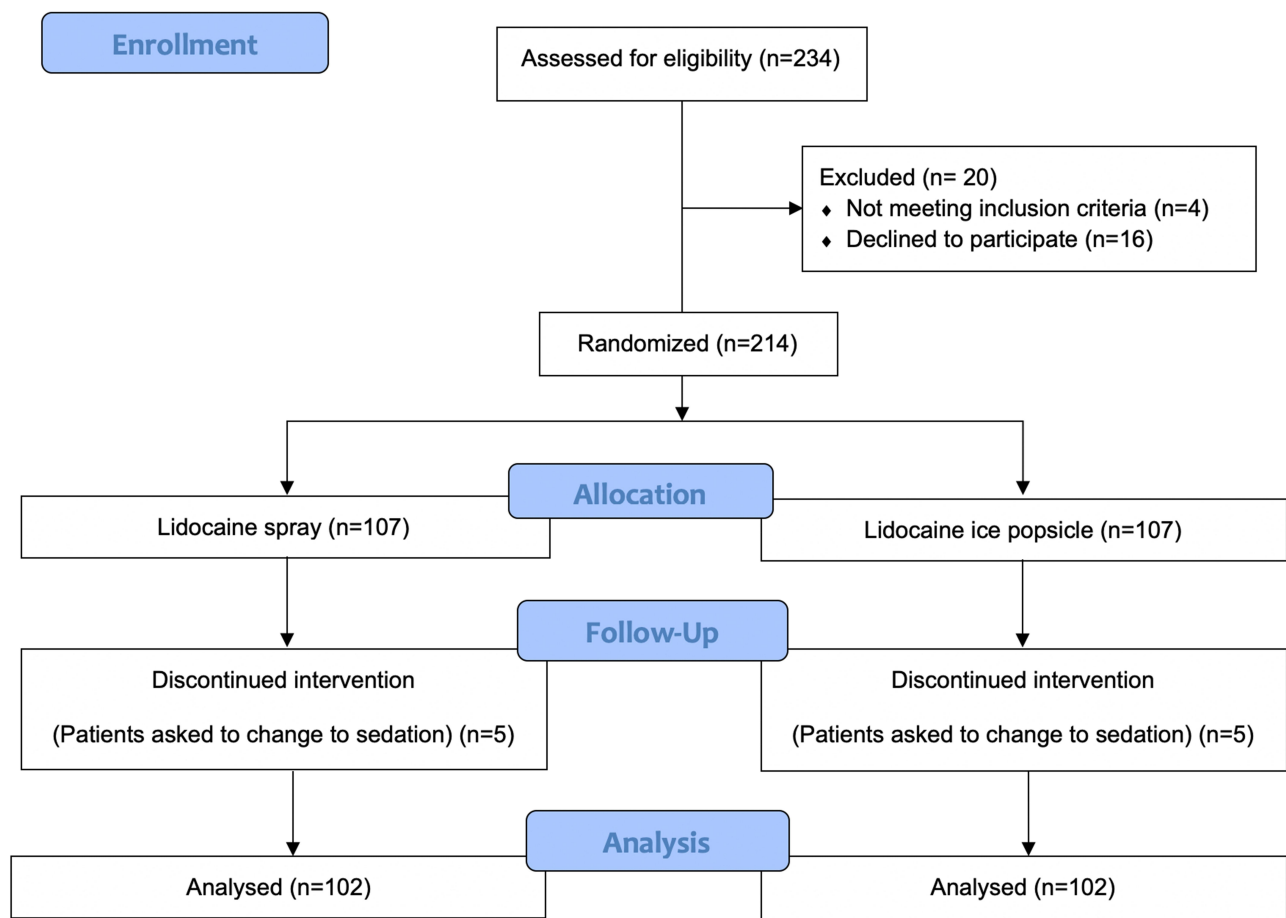 Enrollment
Assessed for eligibility (n=234)
Excluded (n= 20)
♦ Not meeting inclusion criteria (n=4)
♦ Declined to participate (n=16)
Randomized (n=214)
Allocation
Lidocaine spray (n=107)
Lidocaine ice popsicle (n=107)
Follow-Up
Discontinued intervention
(Patients asked to change to sedation) (n=5)
Discontinued intervention
(Patients asked to change to sedation) (n=5)
Analysis
Analysed (n=102)
Analysed (n=102)